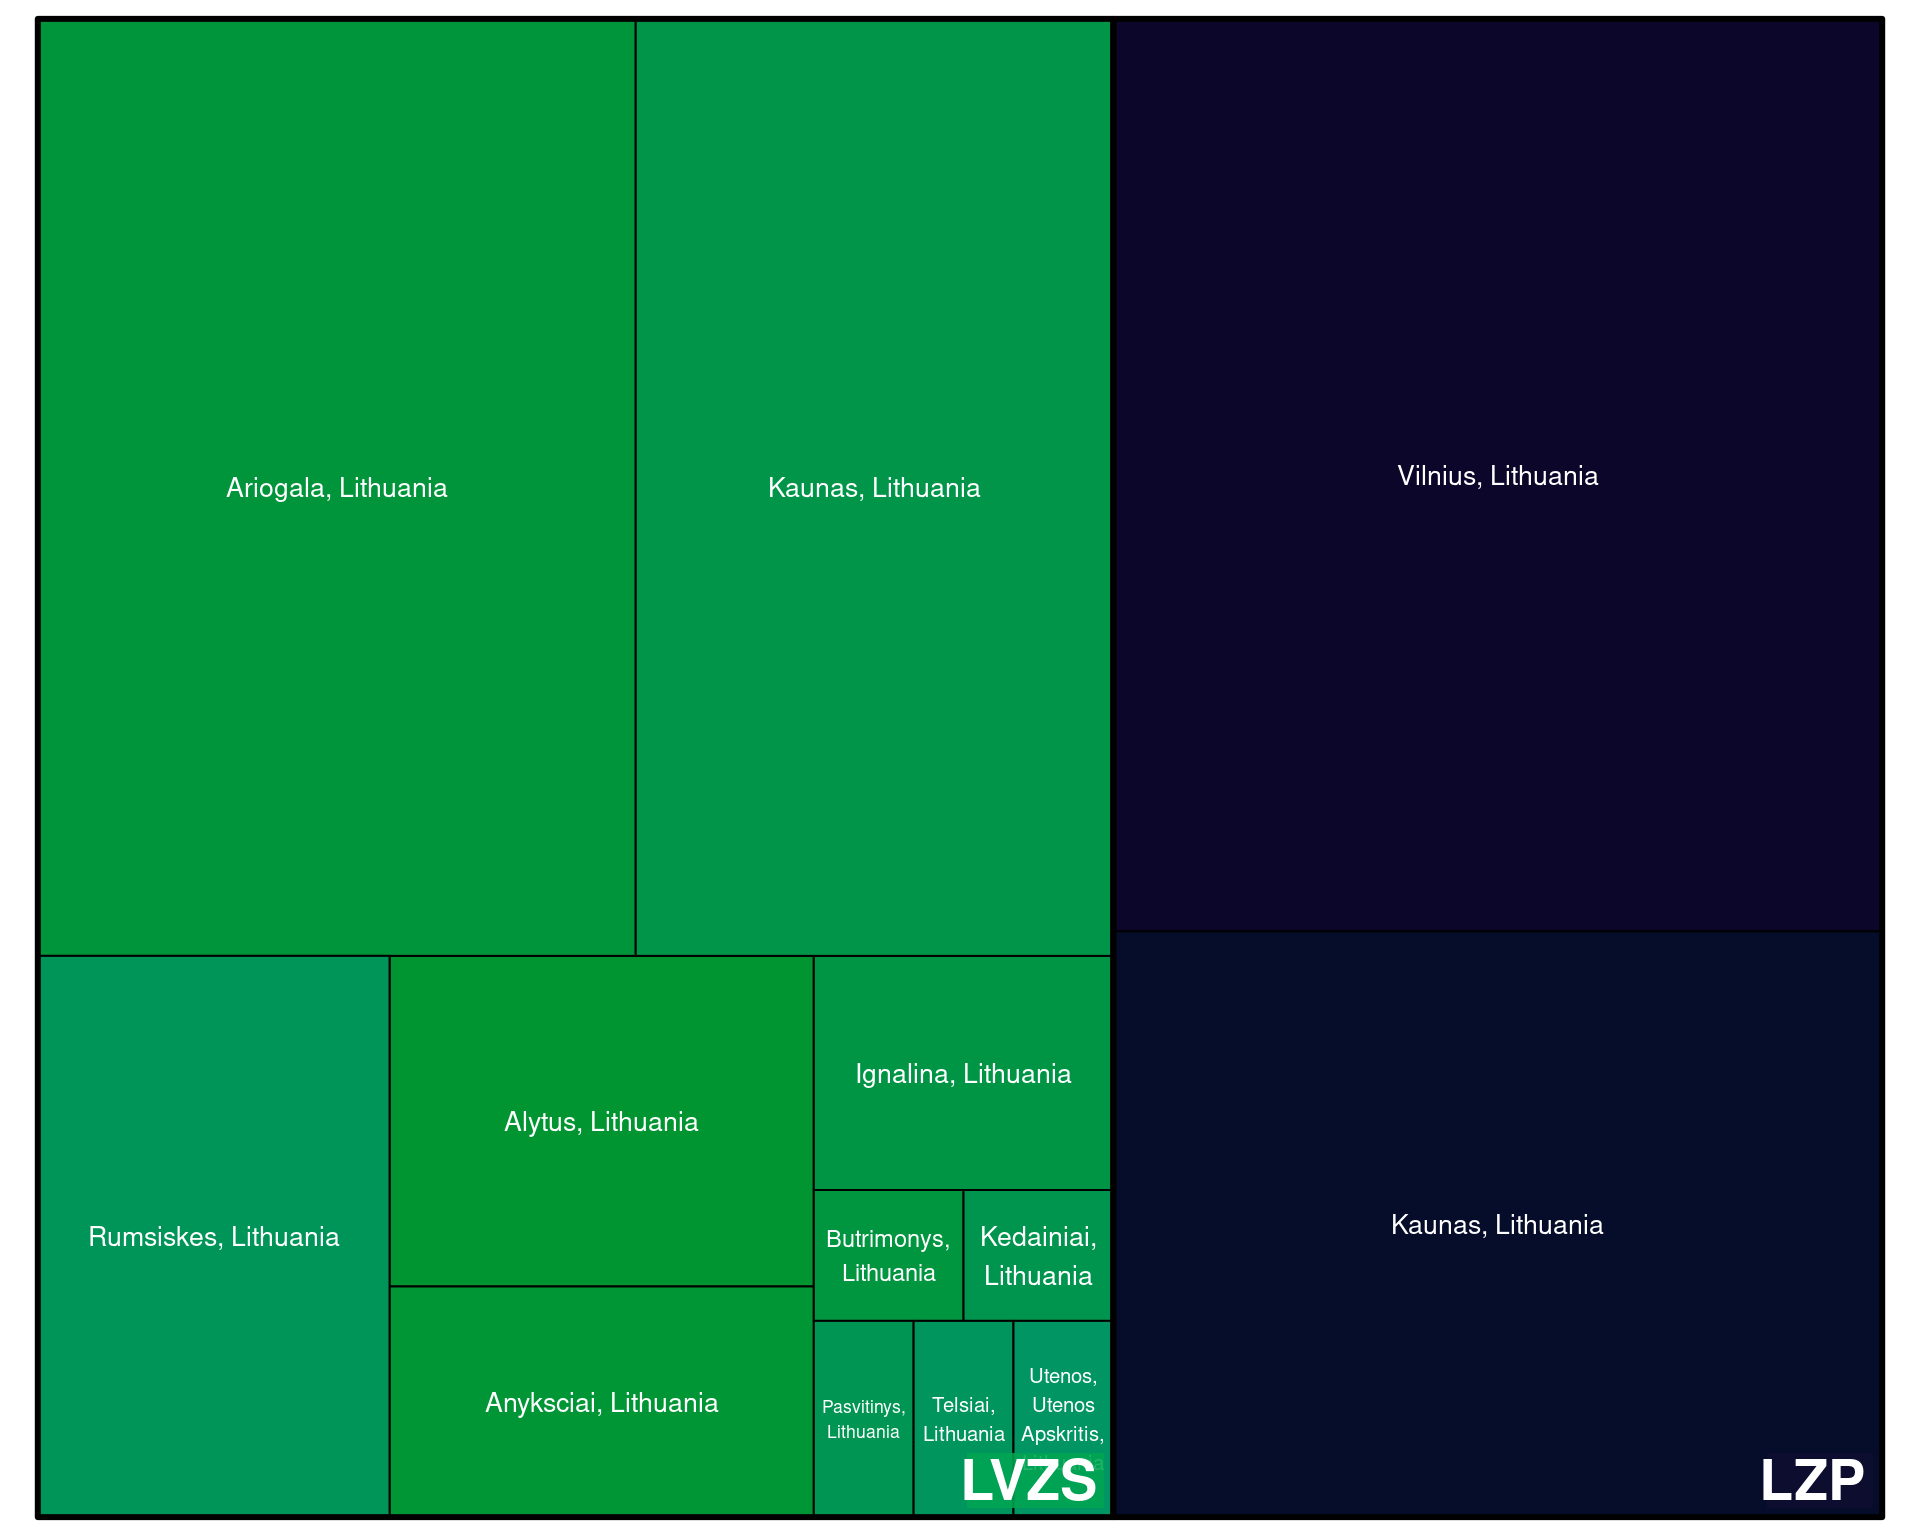 Ariogala, Lithuania
Kaunas, Lithuania
Vilnius, Lithuania
Rumsiskes, Lithuania
Alytus, Lithuania
Anyksciai, Lithuania
Ignalina, Lithuania
Butrimonys,
Lithuania
Kedainiai,
Lithuania
Pasvitinys,
Lithuania
Telsiai,
Lithuania
Utenos,
Utenos
Apskritis,
LVZS
Kaunas, Lithuania
LZP